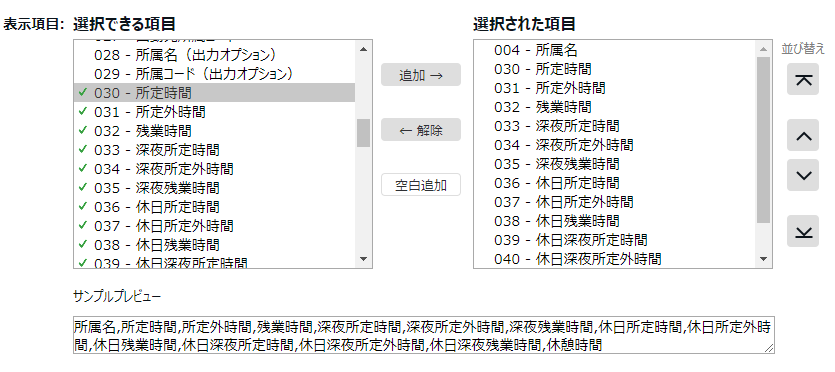 表示項目: 選択できる項目
028 - 所属名（出力オプション）
029 - 所属コード（出力オプション）
✓ 030 - 所定時間
✓ 031 - 所定外時間
✓ 032 - 残業時間
✓ 033 - 深夜所定時間
✓ 034 - 深夜所定外時間
✓ 035 - 深夜残業時間
✓ 036 - 休日所定時間
✓ 037 - 休日所定外時間
✓ 038 - 休日残業時間
✓ 039 - 休日深夜所定時間
追加 →
← 解除
空白追加
選択された項目
004 - 所属名
030 - 所定時間
031 - 所定外時間
032 - 残業時間
033 - 深夜所定時間
034 - 深夜所定外時間
035 - 深夜残業時間
036 - 休日所定時間
037 - 休日所定外時間
038 - 休日残業時間
039 - 休日深夜所定時間
040 - 休日深夜所定外時間
並び替え
サンプルプレビュー
所属名,所定時間,所定外時間,残業時間,深夜所定時間,深夜所定外時間,深夜残業時間,休日所定時間,休日所定外時
間,休日残業時間,休日深夜所定時間,休日深夜所定外時間,休日深夜残業時間,休憩時間